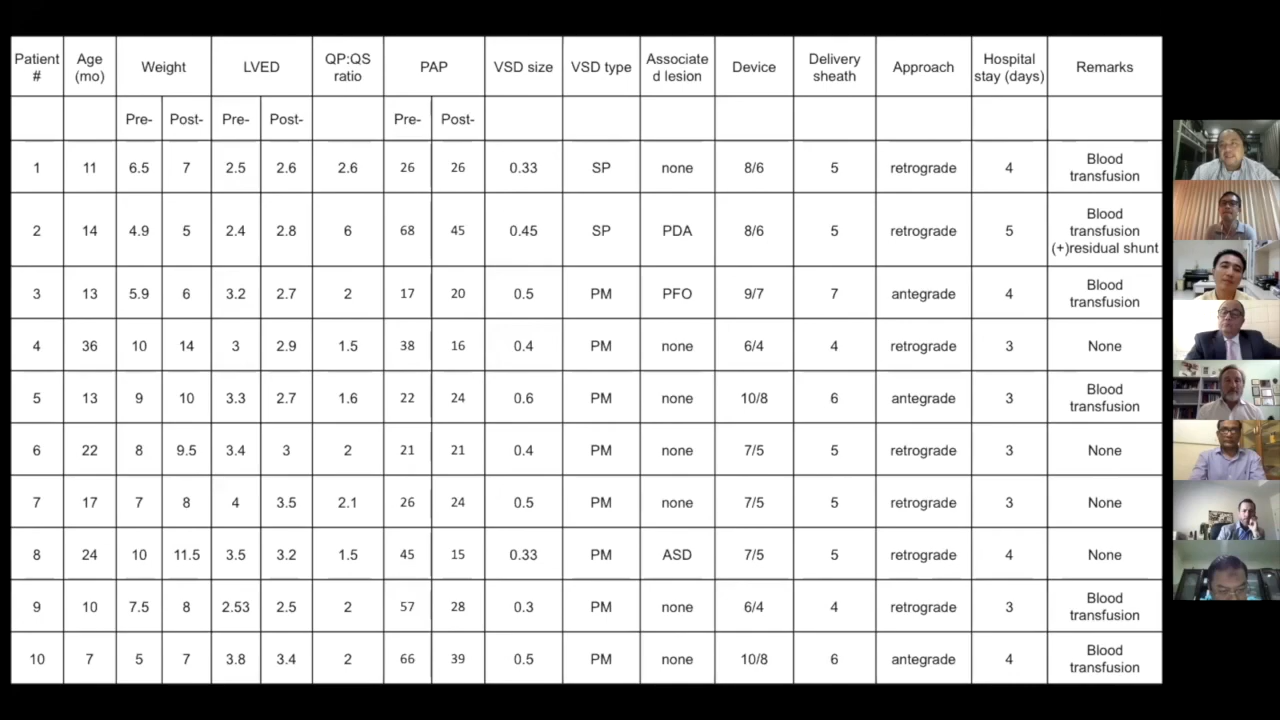 Patient # Age (mo) Weight LVED QP:QS ratio PAP VSD size VSD type Associate d lesion Device Delivery sheath Approach Hospital stay (days) Remarks
Pre- Post- Pre- Post- Pre- Post-
1 11 6.5 7 2.5 2.6 2.6 26 26 0.33 SP none 8/6 5 retrograde 4 Blood transfusion
2 14 4.9 5 2.4 2.8 6 68 45 0.45 SP PDA 8/6 5 retrograde 5 Blood transfusion (+)residual shunt
3 13 5.9 6 3.2 2.7 2 17 20 0.5 PM PFO 9/7 7 antegrade 4 Blood transfusion
4 36 10 14 3 2.9 1.5 38 16 0.4 PM none 6/4 4 retrograde 3 None
5 13 9 10 3.3 2.7 1.6 22 24 0.6 PM none 10/8 6 antegrade 3 Blood transfusion
6 22 8 9.5 3.4 3 2 21 21 0.4 PM none 7/5 5 retrograde 3 None
7 17 7 8 4 3.5 2.1 26 24 0.5 PM none 7/5 5 retrograde 3 None
8 24 10 11.5 3.5 3.2 1.5 45 15 0.33 PM ASD 7/5 5 retrograde 4 None
9 10 7.5 8 2.53 2.5 2 57 28 0.3 PM none 6/4 4 retrograde 3 Blood transfusion
10 7 5 7 3.8 3.4 2 66 39 0.5 PM none 10/8 6 antegrade 4 Blood transfusion